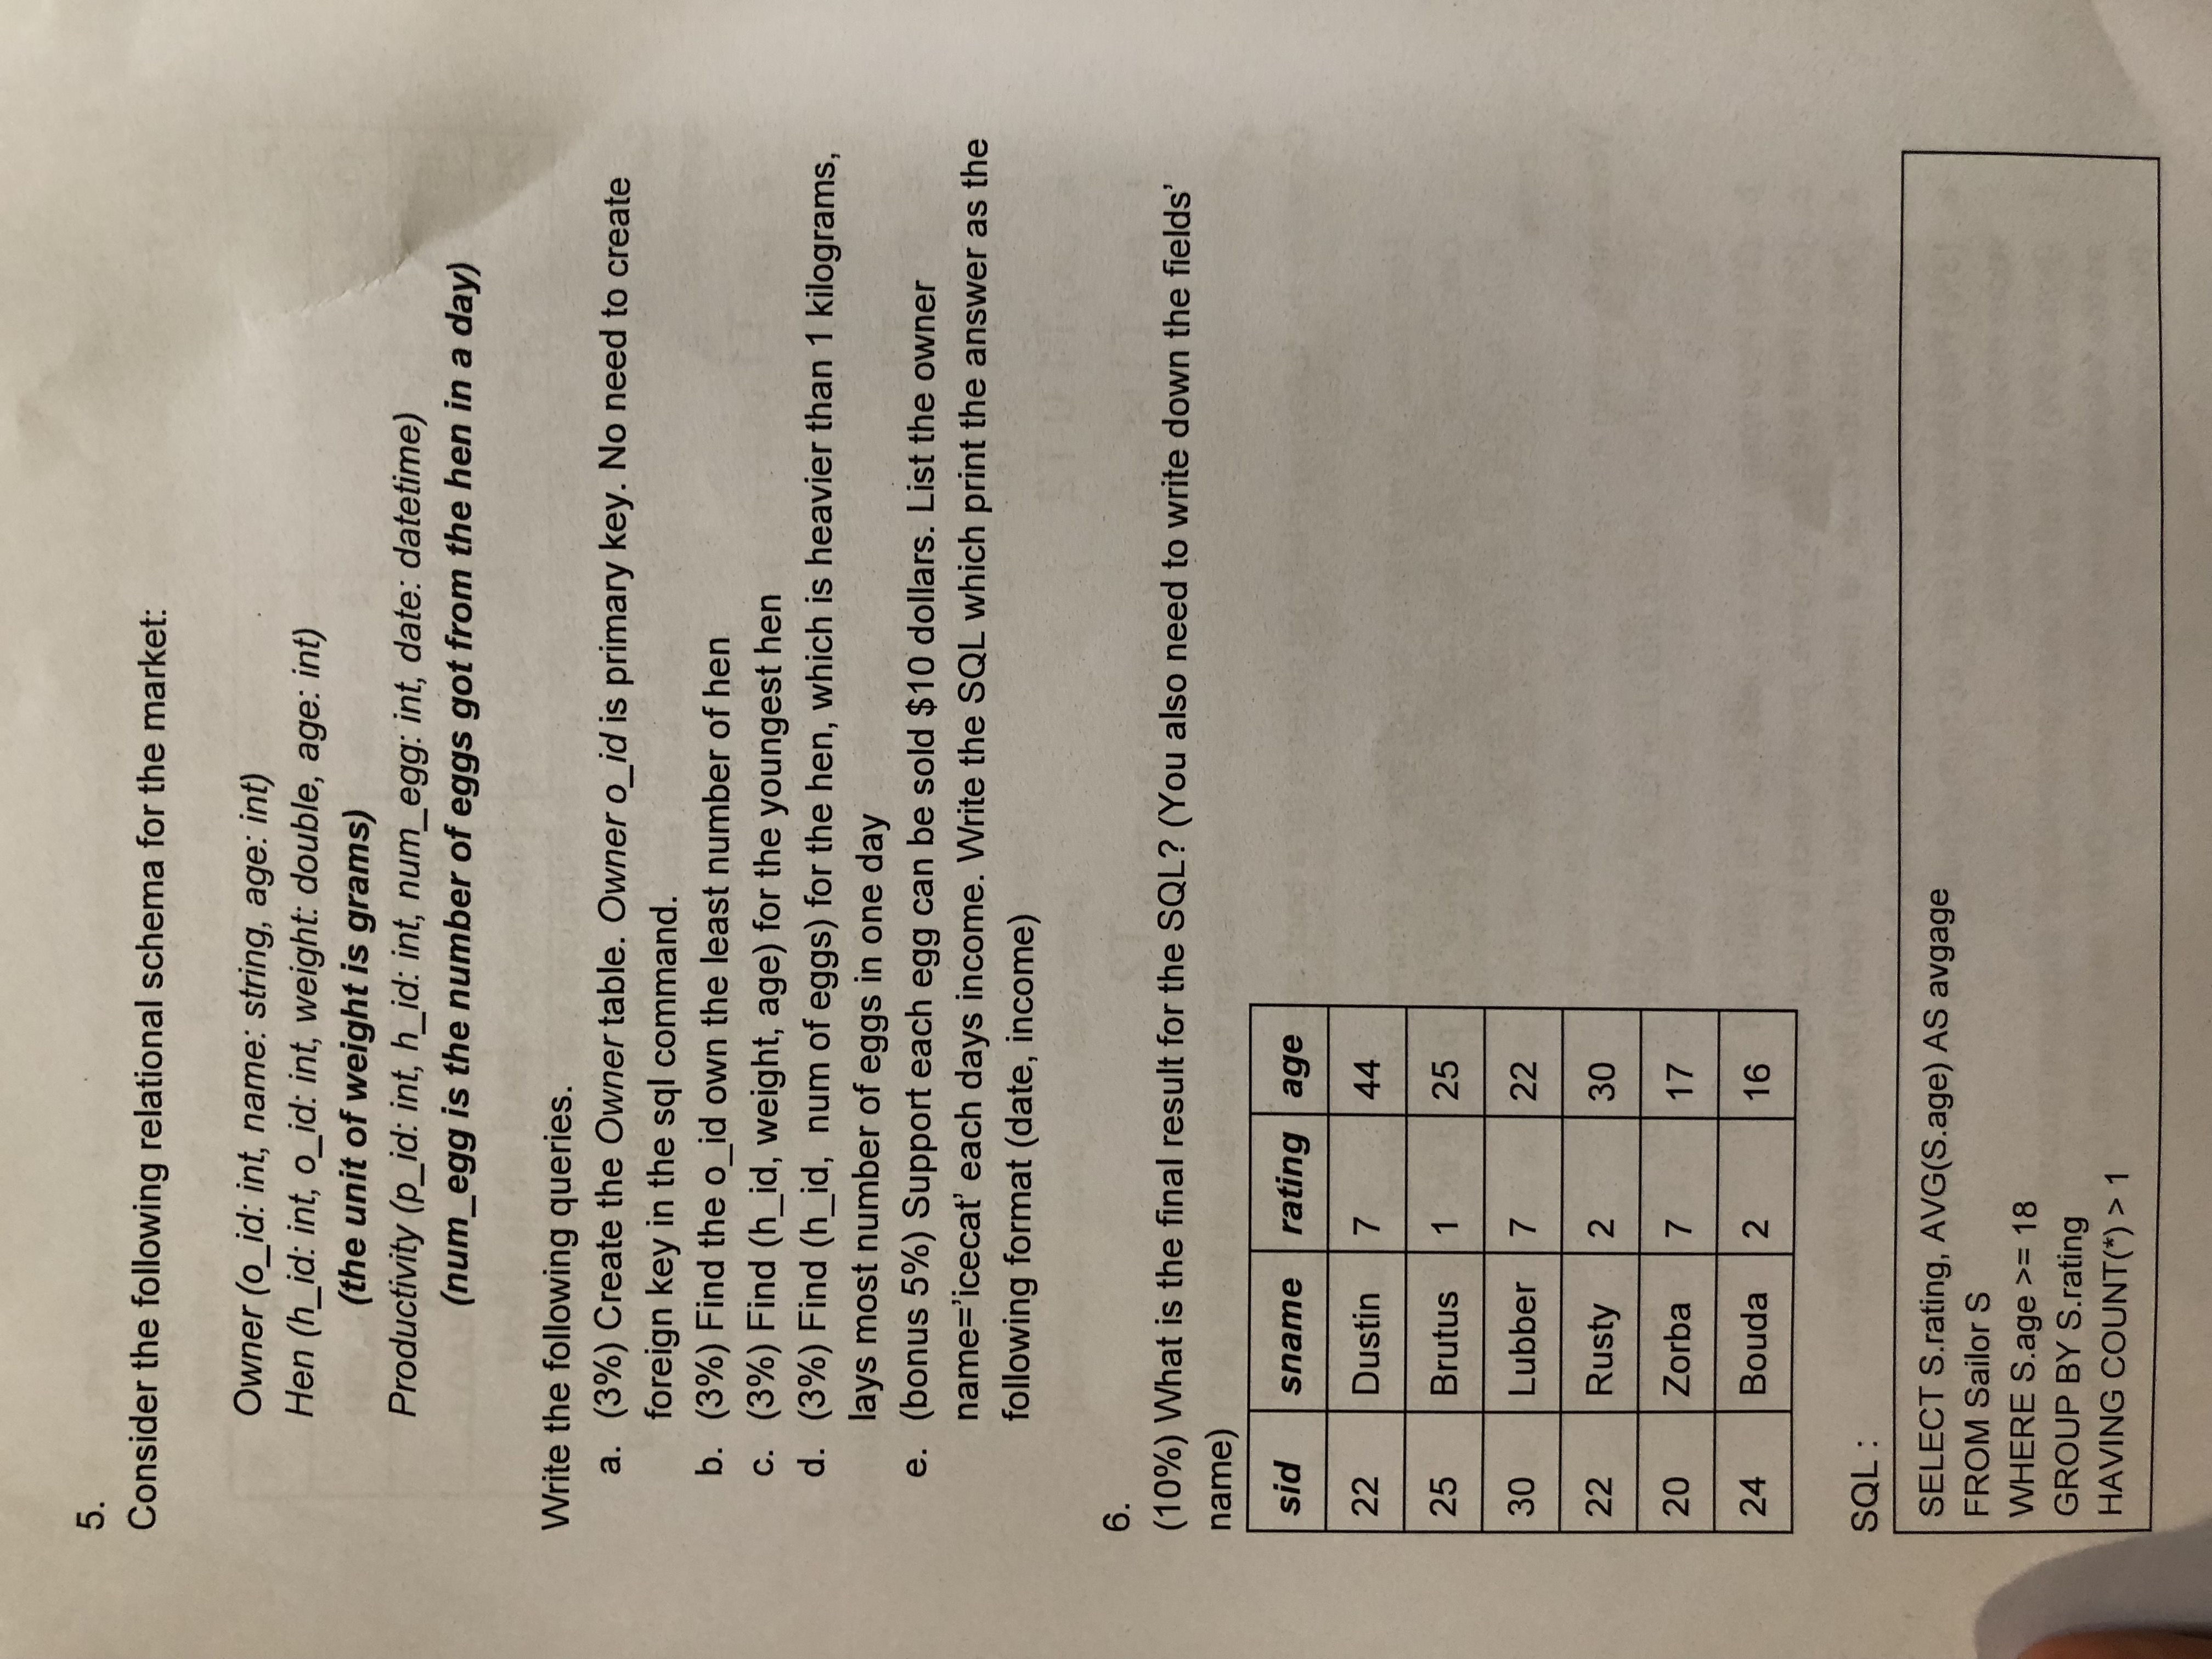 5.
Consider the following relational schema for the market:
Owner (o_id: int, name: string, age: int)
Hen (h_id: int, o_id: int, weight: double, age: int)
(the unit of weight is grams)
Productivity (p_id: int, h_id: int, num_egg: int, date: datetime)
(num_egg is the number of eggs got from the hen in a day)
Write the following queries.
a. (3%) Create the Owner table. Owner o_id is primary key. No need to create
foreign key in the sql command.
b. (3%) Find the o_id own the least number of hen
c. (3%) Find (h_id, weight, age) for the youngest hen
d. (3%) Find (h_id, num of eggs) for the hen, which is heavier than 1 kilograms,
lays most number of eggs in one day
e. (bonus 5%) Support each egg can be sold $10 dollars. List the owner
name='icecat' each days income. Write the SQL which print the answer as the
following format (date, income)
6.
(10%) What is the final result for the SQL? (You also need to write down the fields'
name)
sid sname rating age
22 Dustin 7 44
25 Brutus 1 25
30 Lubber 7 22
22 Rusty 2 30
20 Zorba 7 17
24 Bouda 2 16
SQL :
SELECT S.rating, AVG(S.age) AS avgage
FROM Sailor S
WHERE S.age >= 18
GROUP BY S.rating
HAVING COUNT(*) > 1